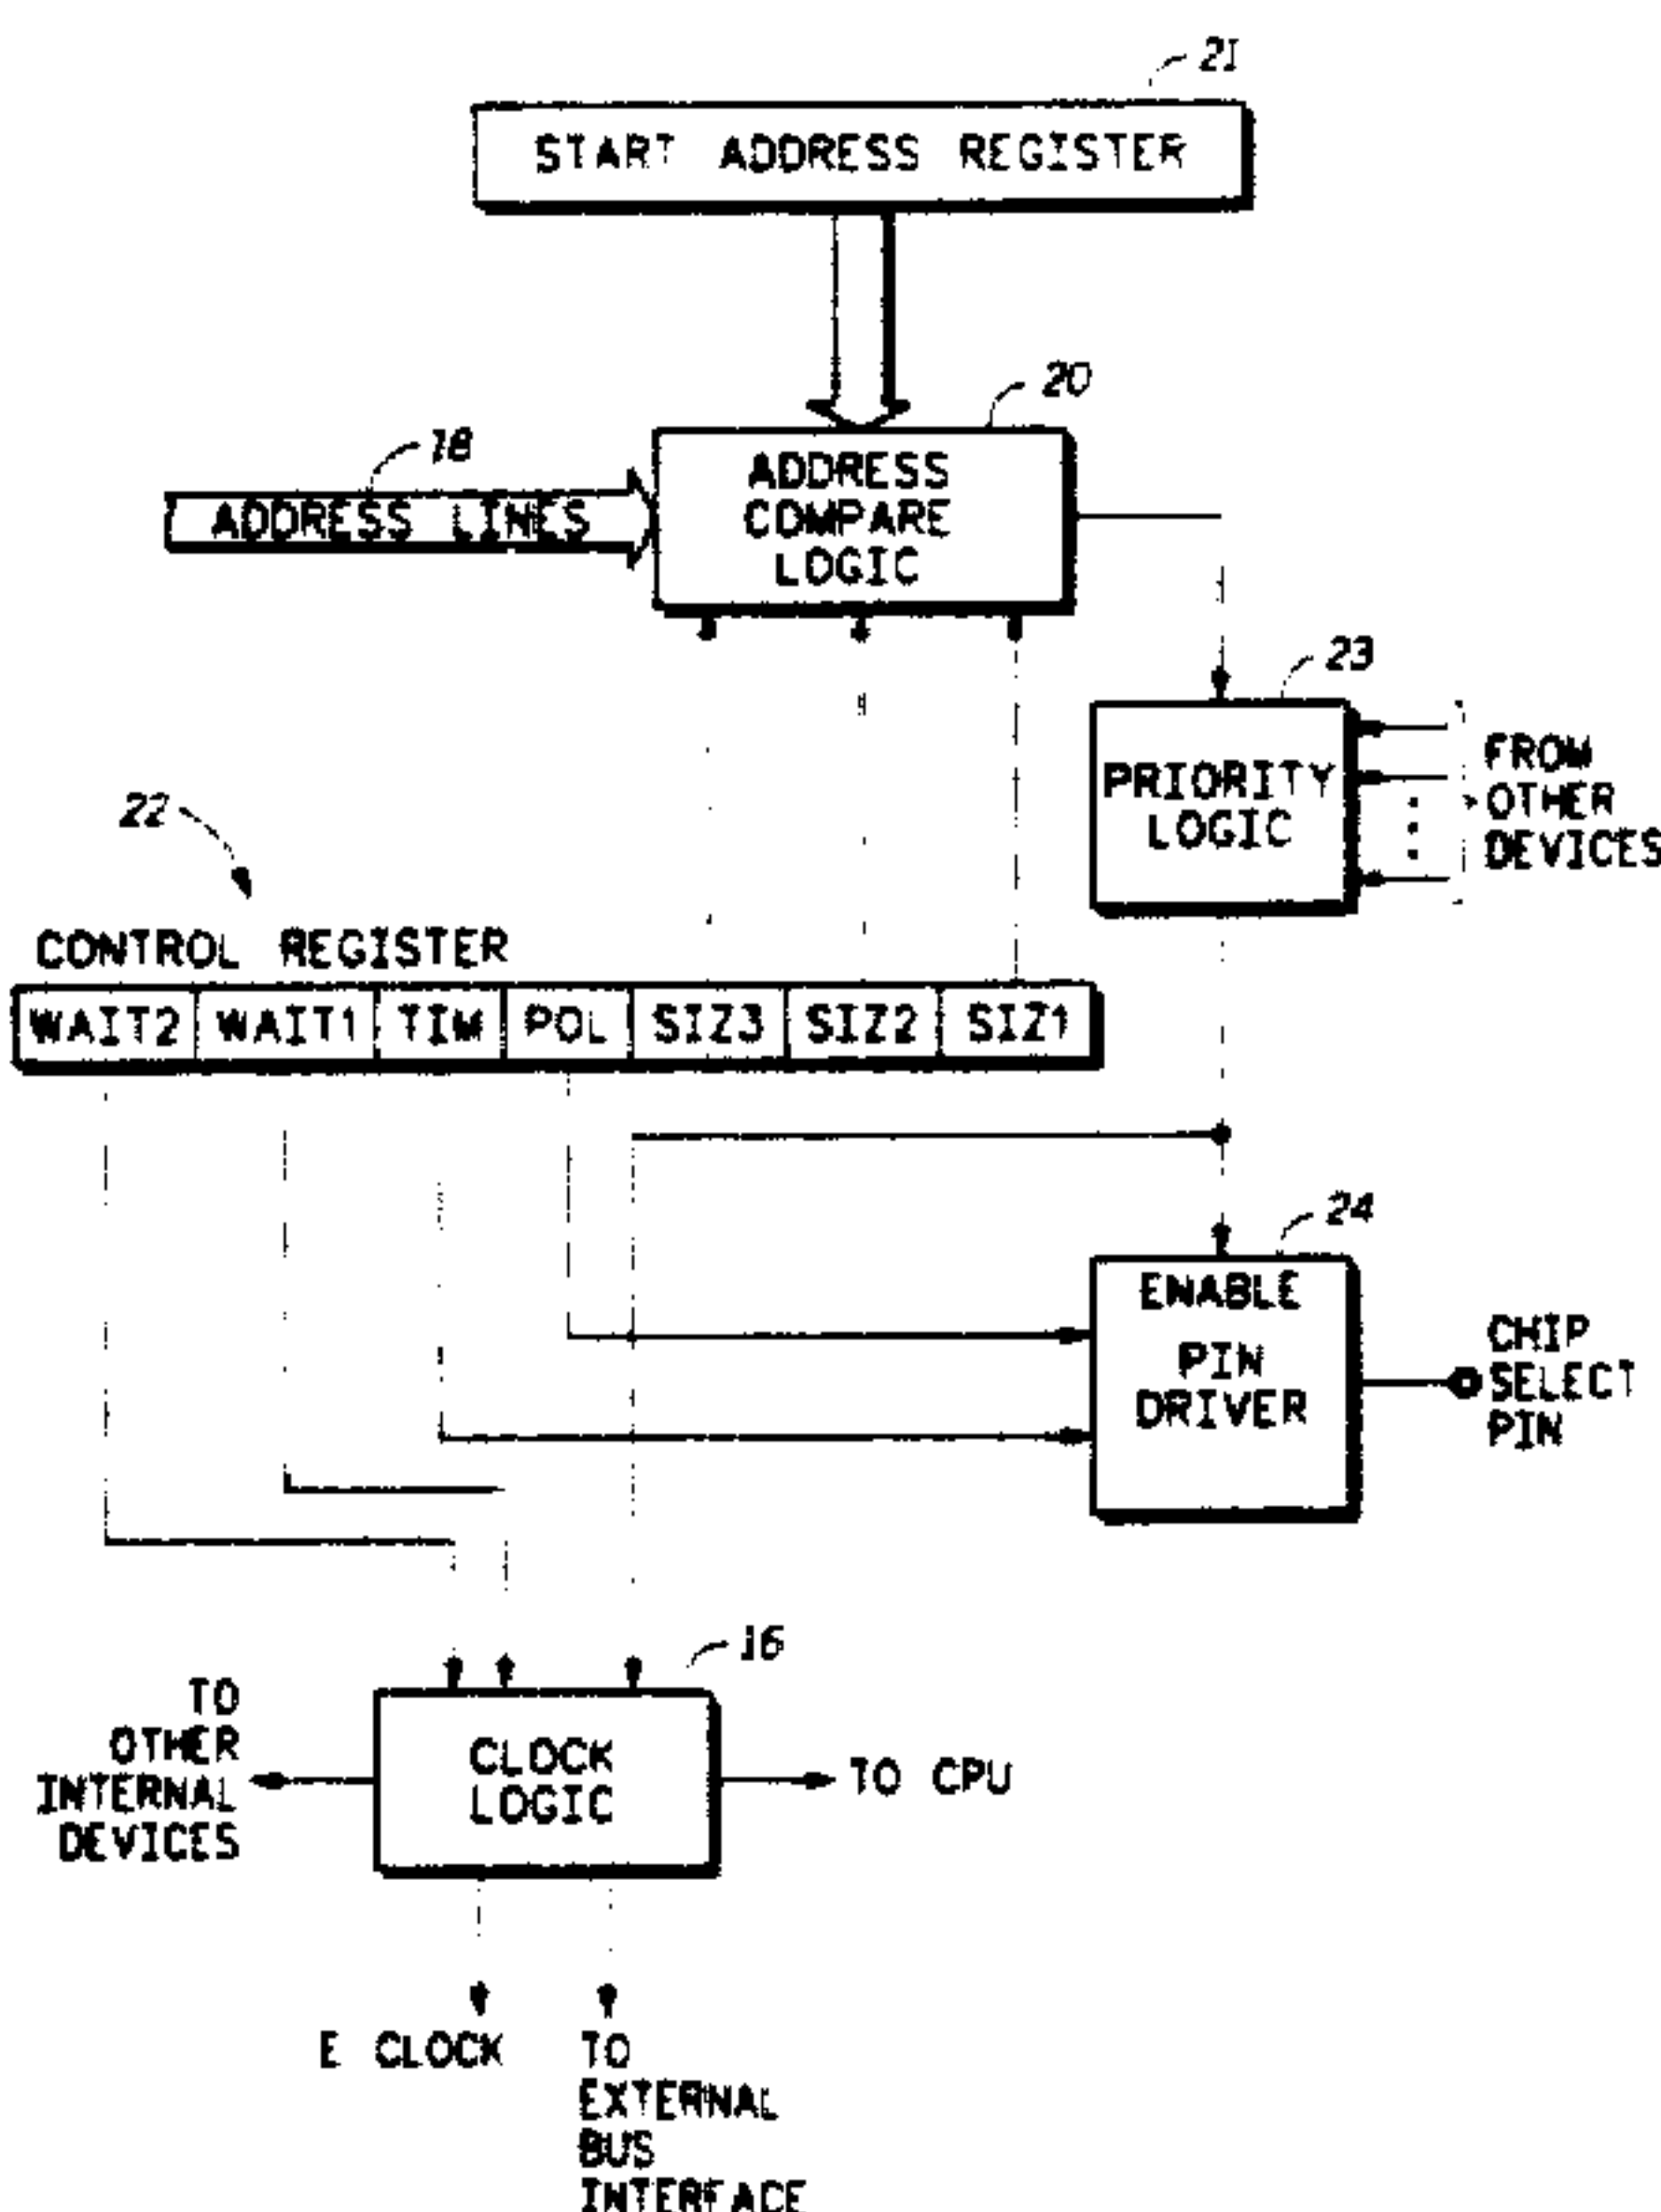 21
START ADDRESS REGISTER
20
18
ADDRESS LINES
ADDRESS
COMPARE
LOGIC
23
PRIORITY
LOGIC
FROM
OTHER
DEVICES
22
CONTROL REGISTER
WAIT2 WAIT1 TIM POL SIZ3 SIZ2 SIZ1
24
ENABLE
PIN
DRIVER
CHIP
SELECT
PIN
16
TO
OTHER
INTERNAL
DEVICES
CLOCK
LOGIC
TO CPU
E CLOCK
TO
EXTERNAL
BUS
INTERFACE